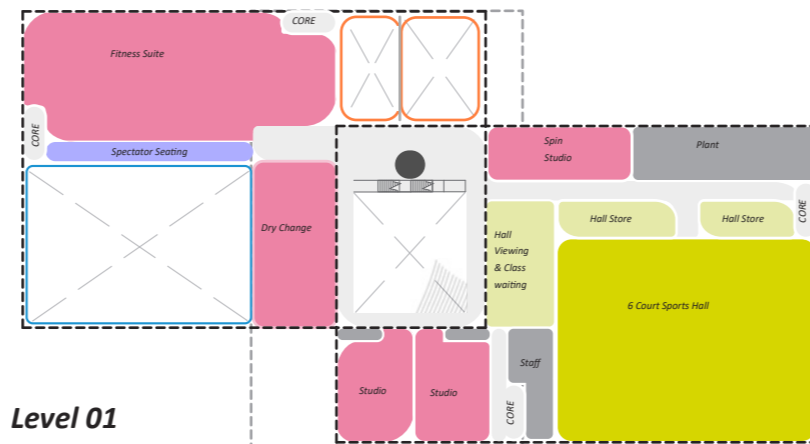 CORE
Fitness Suite
CORE
Spectator Seating
Spin
Studio
Plant
CORE
Dry Change
Hall
Viewing
& Class
waiting
Hall Store
Hall Store
6 Court Sports Hall
Studio
Studio
Staff
CORE
Level 01